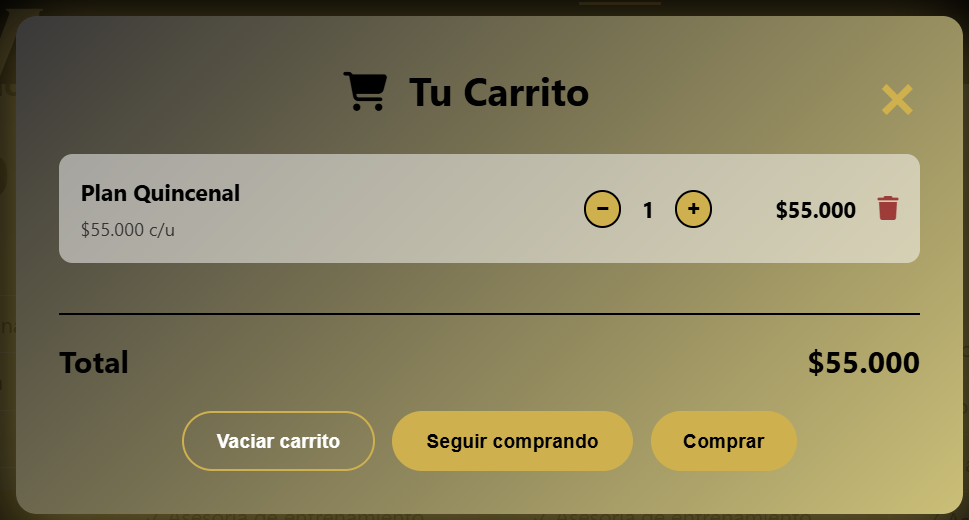 Tu Carrito
Plan Quincenal
$55.000 c/u
− 1 +
$55.000
Total
$55.000
Vaciar carrito
Seguir comprando
Comprar